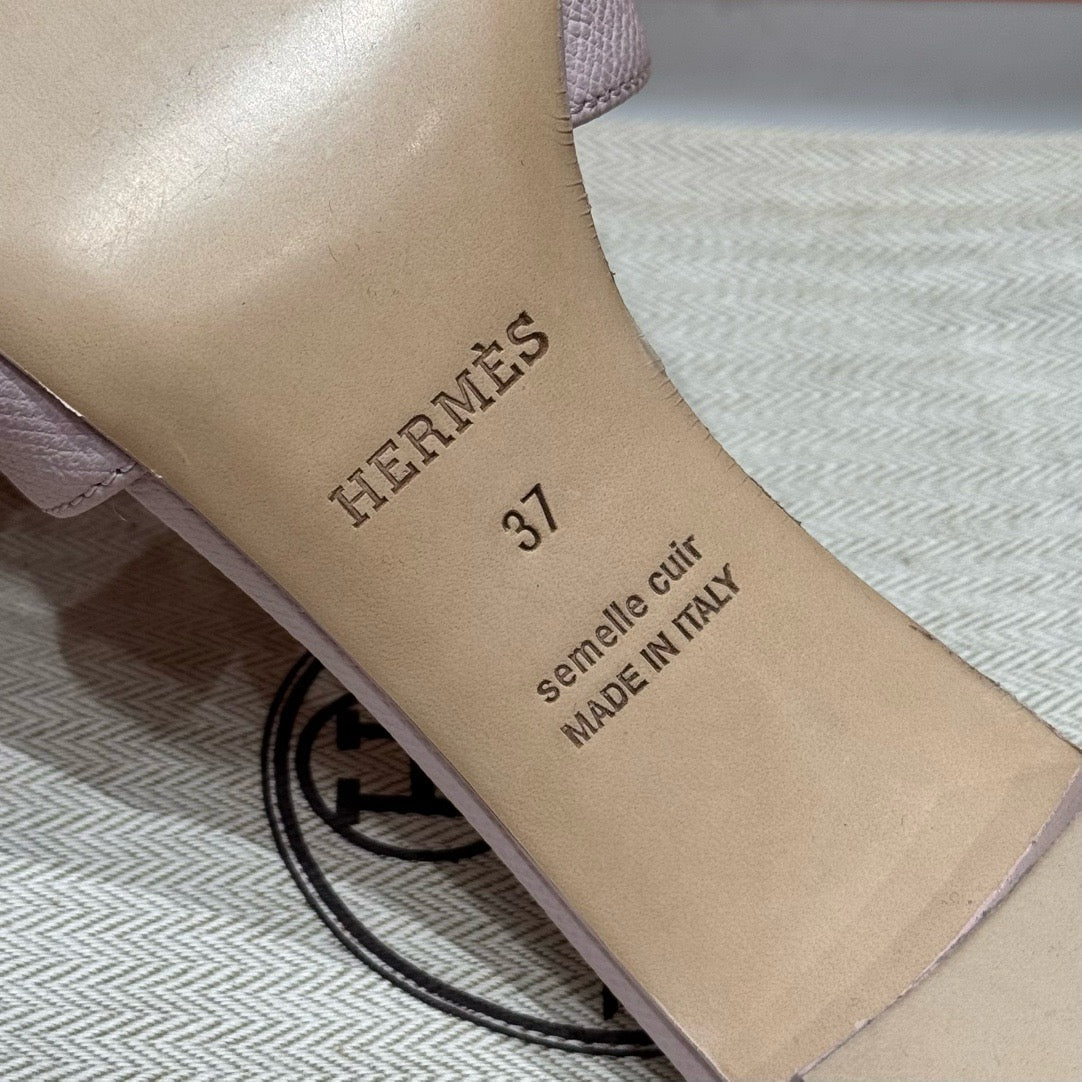 HERMÈS
37
semelle cuir
MADE IN ITALY